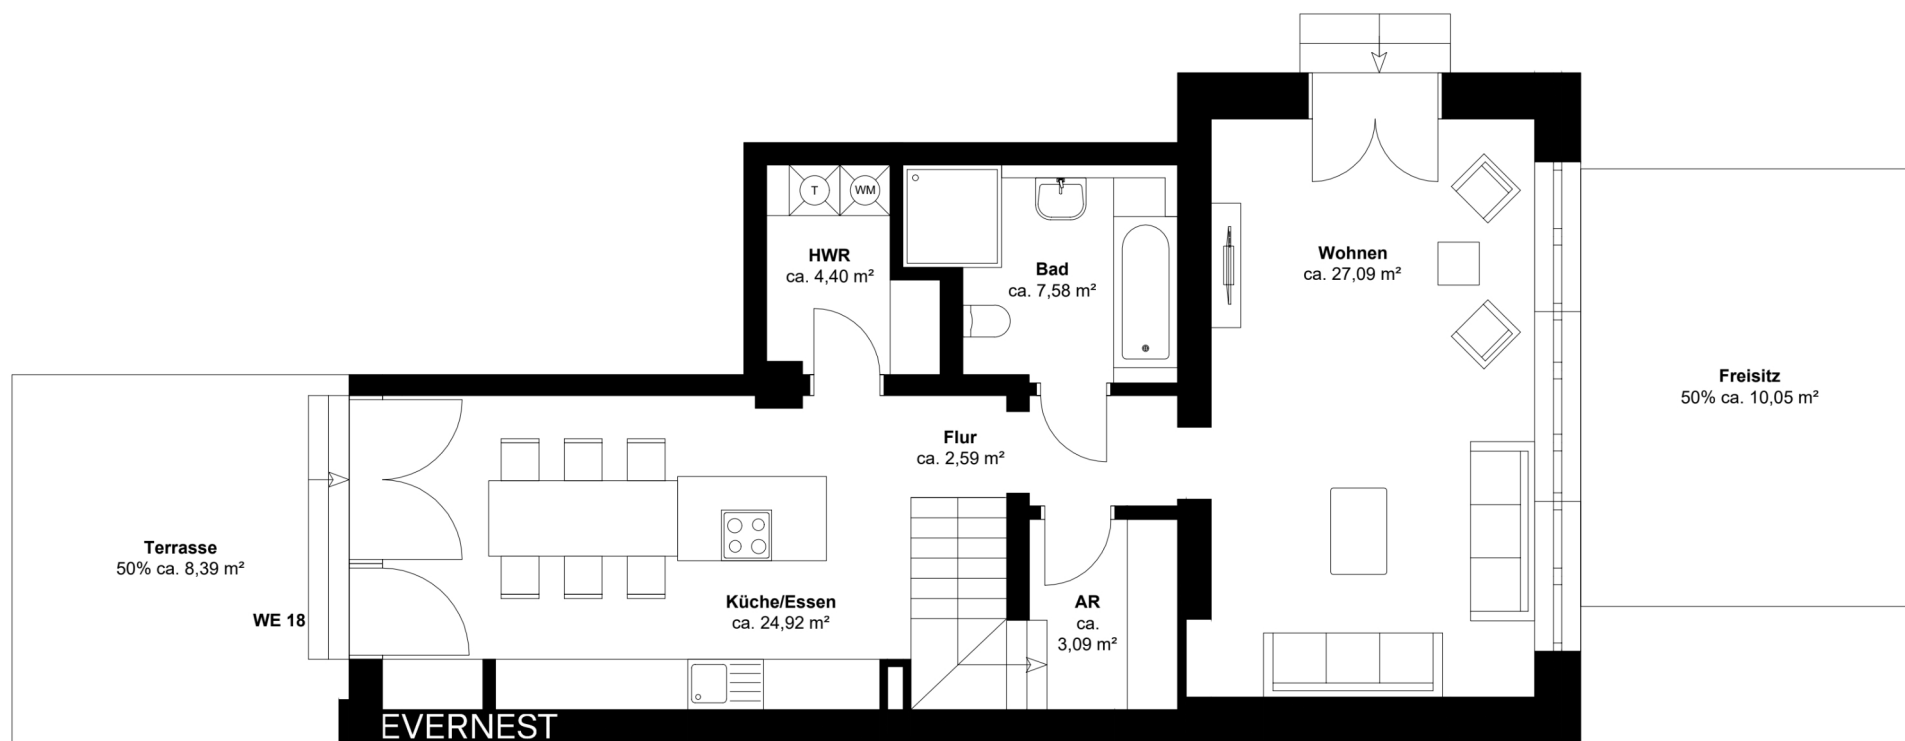 T
WM
HWR
ca. 4,40 m²
Bad
ca. 7,58 m²
Wohnen
ca. 27,09 m²
Freisitz
50% ca. 10,05 m²
Flur
ca. 2,59 m²
Terrasse
50% ca. 8,39 m²
WE 18
Küche/Essen
ca. 24,92 m²
AR
ca.
3,09 m²
EVERNEST